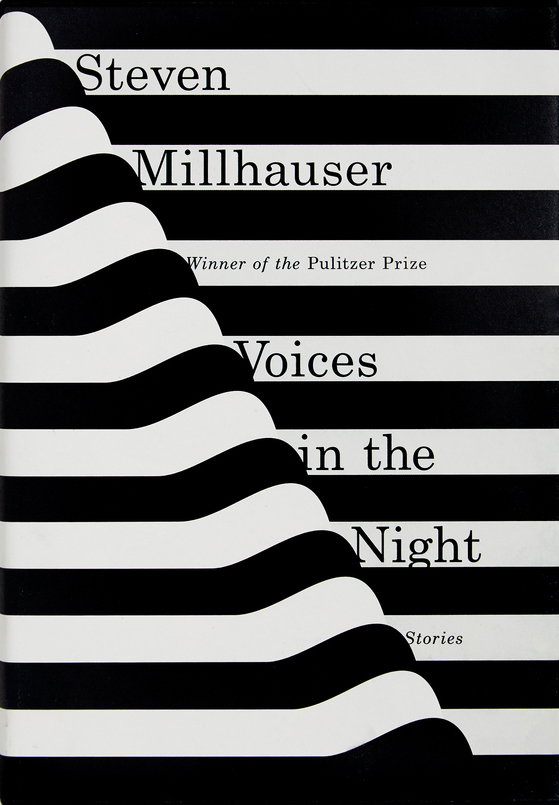 Steven
Millhauser
Winner of the Pulitzer Prize
Voices
in the
Night
Stories